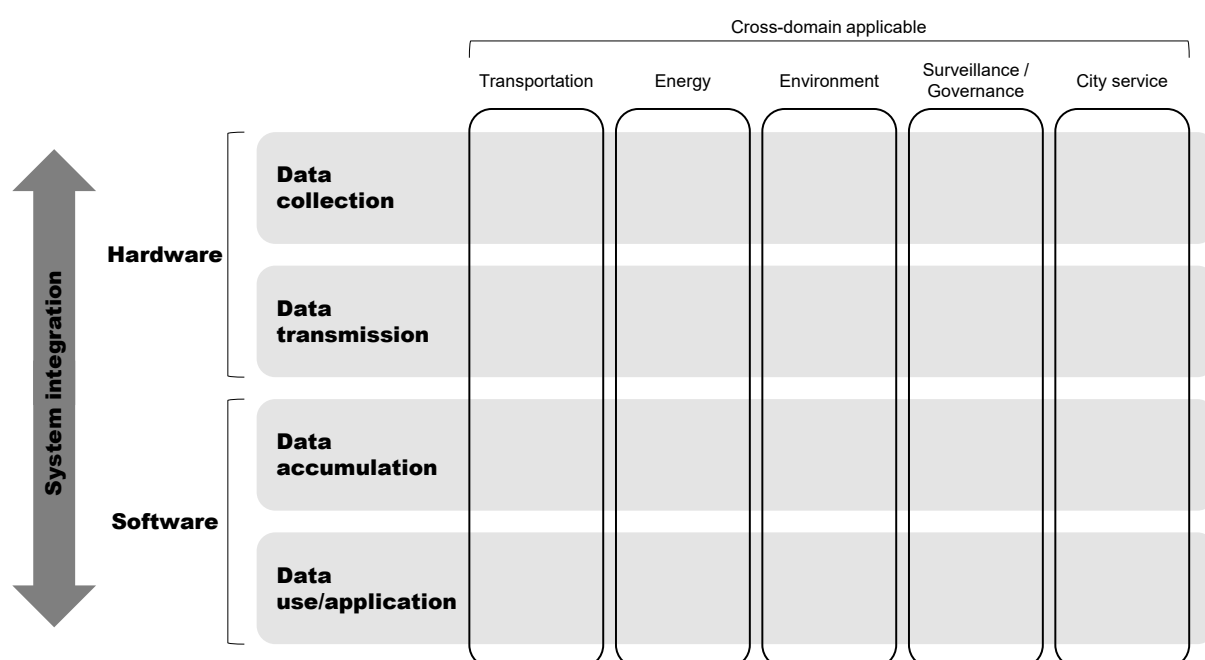 Cross-domain applicable
Transportation
Energy
Environment
Surveillance /
Governance
City service
System integration
Hardware
Data
collection
Data
transmission
Software
Data
accumulation
Data
use/application